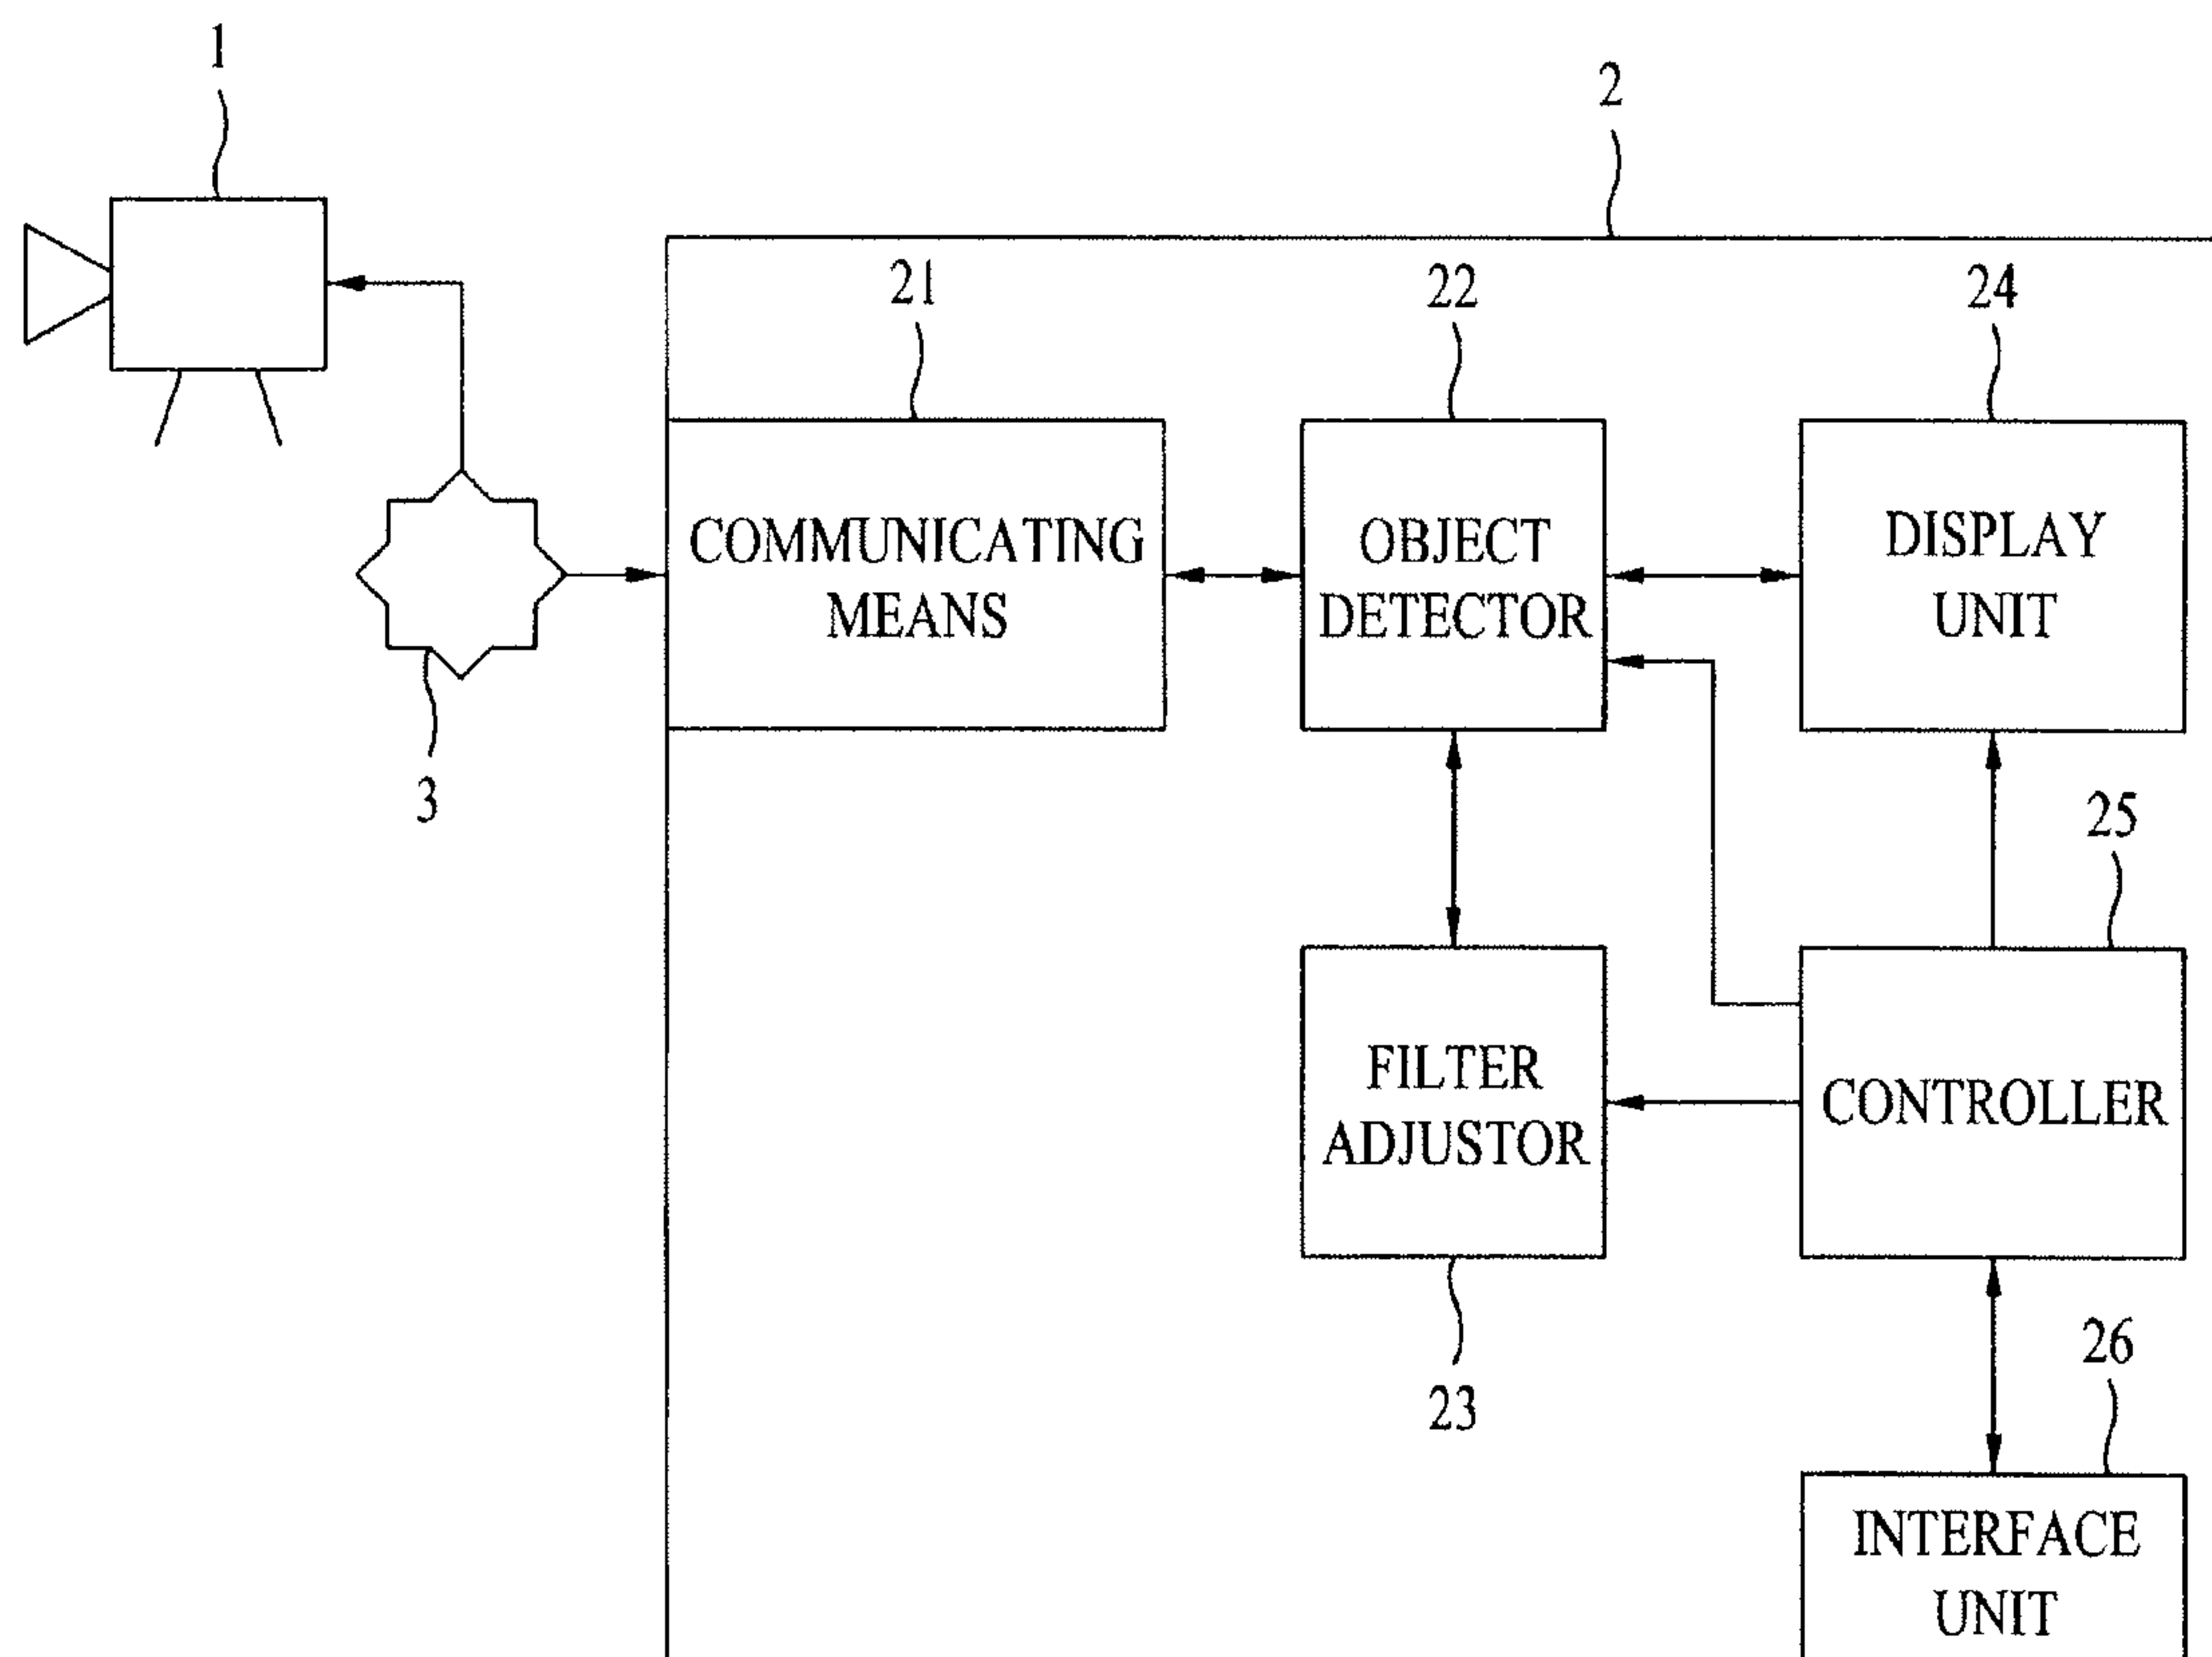 1
2
21
22
24
COMMUNICATING
MEANS
OBJECT
DETECTOR
DISPLAY
UNIT
3
25
FILTER
ADJUSTOR
CONTROLLER
23
26
INTERFACE
UNIT